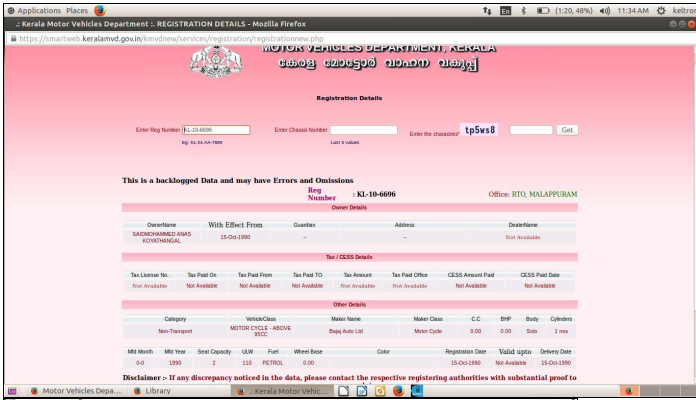 Applications Places (1:20, 48%) 11:34 AM keltron
.: Kerala Motor Vehicles Department :. REGISTRATION DETAILS - Mozilla Firefox
https://smartweb.keralamvd.gov.in/kmvdnew/services/registration/registrationnew.php
MOTOR VEHICLES DEPARTMENT, KERALA
കേരള മോട്ടോർ വാഹന വകുപ്പ്
Registration Details
Enter Reg Number KL-10-6696 Enter Chassis Number Enter the characters* tp5ws8 Get
Eg: KL-01-AA-7889 Last 5 values
This is a backlogged Data and may have Errors and Omissions
Reg Number : KL-10-6696 Office: RTO, MALAPPURAM
Owner Details
OwnerName With Effect From Guardian Address DealerName
SAIDMOHAMMED ANAS KOYATHANGAL 15-Oct-1990 -- -- Not Available
Tax / CESS Details
Tax License No. Tax Paid On Tax Paid From Tax Paid TO Tax Amount Tax Paid Office CESS Amount Paid CESS Paid Date
Not Available Not Available Not Available Not Available Not Available Not Available Not Available Not Available
Other Details
Category VehicleClass Maker Name Maker Class C.C BHP Body Cylinders
Non-Transport MOTOR CYCLE - ABOVE 95CC Bajaj Auto Ltd Motor Cycle 0.00 0.00 Solo 1 nos
Mfd Month Mfd Year Seat Capacity ULW Fuel Wheel Base Color Registration Date Valid upto Delivery Date
0-0 1990 2 110 PETROL 0.00 15-Oct-1990 Not Available 15-Oct-1990
Disclaimer :- If any discrepancy noticed in the data, please contact the respective registering authorities with substantial proof to
Motor Vehicles Depa... Library .: Kerala Motor Vehic...